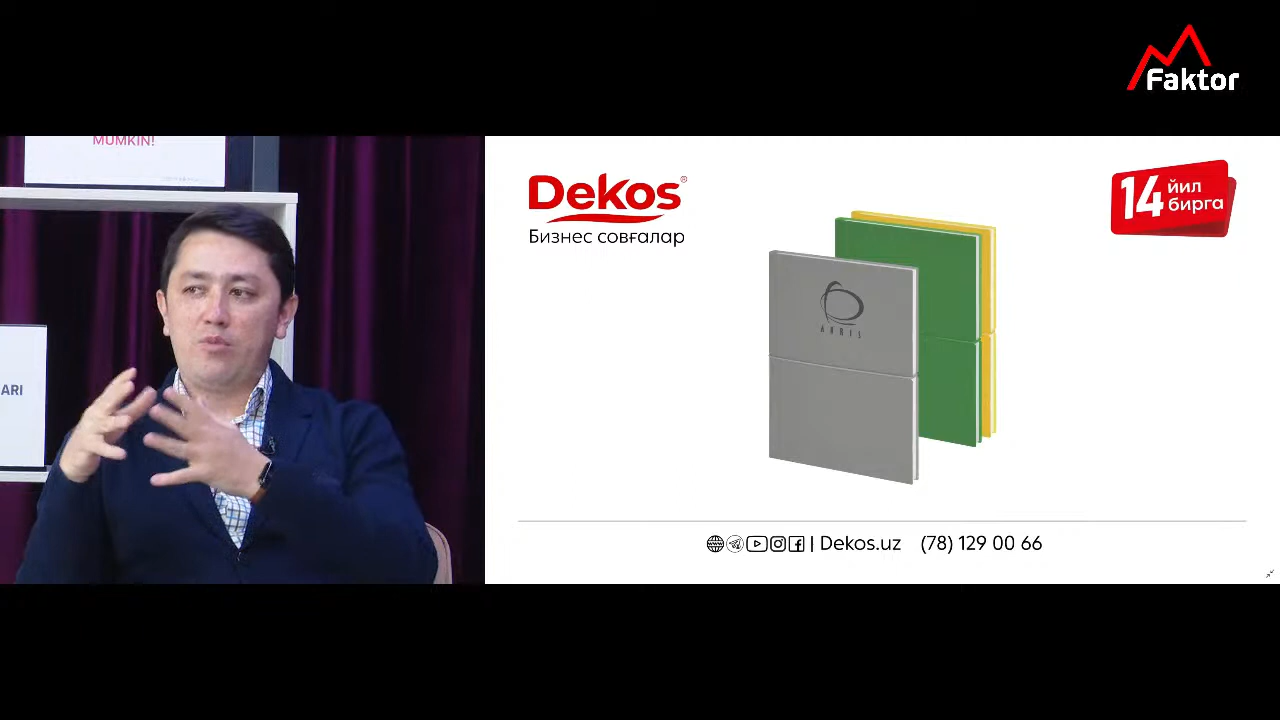 Faktor
MUMKIN!
ARI
Dekos®
Бизнес совғалар
14 йил
бирга
| Dekos.uz (78) 129 00 66